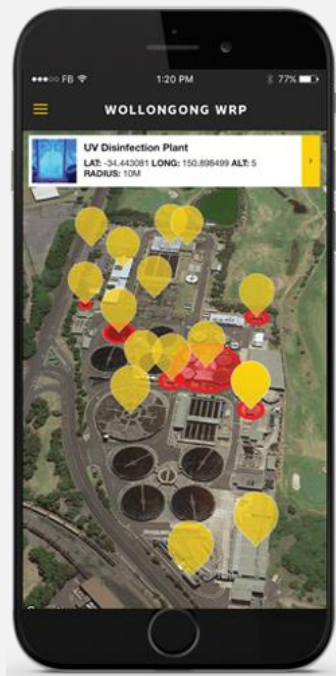 ●●●○○ FB 1:20 PM 77%
WOLLONGONG WRP
UV Disinfection Plant
LAT: -34.443081 LONG: 150.898499 ALT: 5
RADIUS: 10M